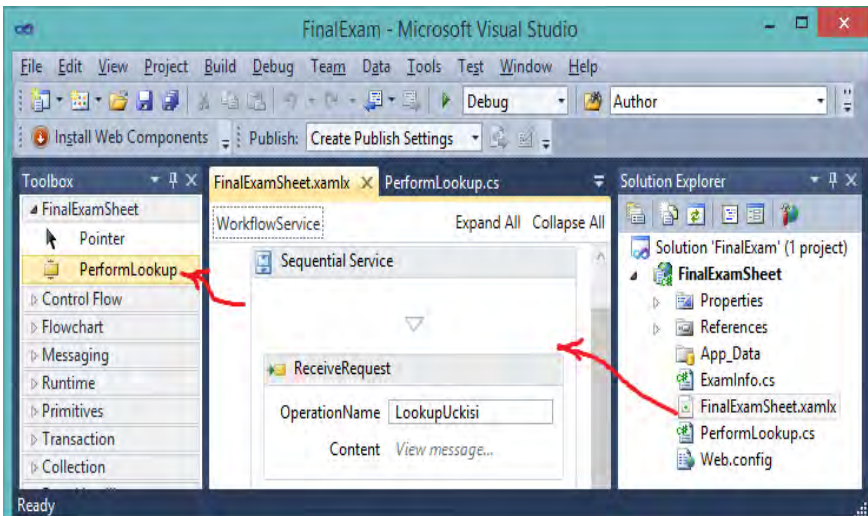 FinalExam - Microsoft Visual Studio
File Edit View Project Build Debug Team Data Tools Test Window Help
Debug Author
Install Web Components Publish: Create Publish Settings
Toolbox
FinalExamSheet
Pointer
PerformLookup
Control Flow
Flowchart
Messaging
Runtime
Primitives
Transaction
Collection
FinalExamSheet.xamlx PerformLookup.cs
WorkflowService Expand All Collapse All
Sequential Service
ReceiveRequest
OperationName LookupUckisi
Content View message...
Solution Explorer
Solution 'FinalExam' (1 project)
FinalExamSheet
Properties
References
App_Data
ExamInfo.cs
FinalExamSheet.xamlx
PerformLookup.cs
Web.config
Ready